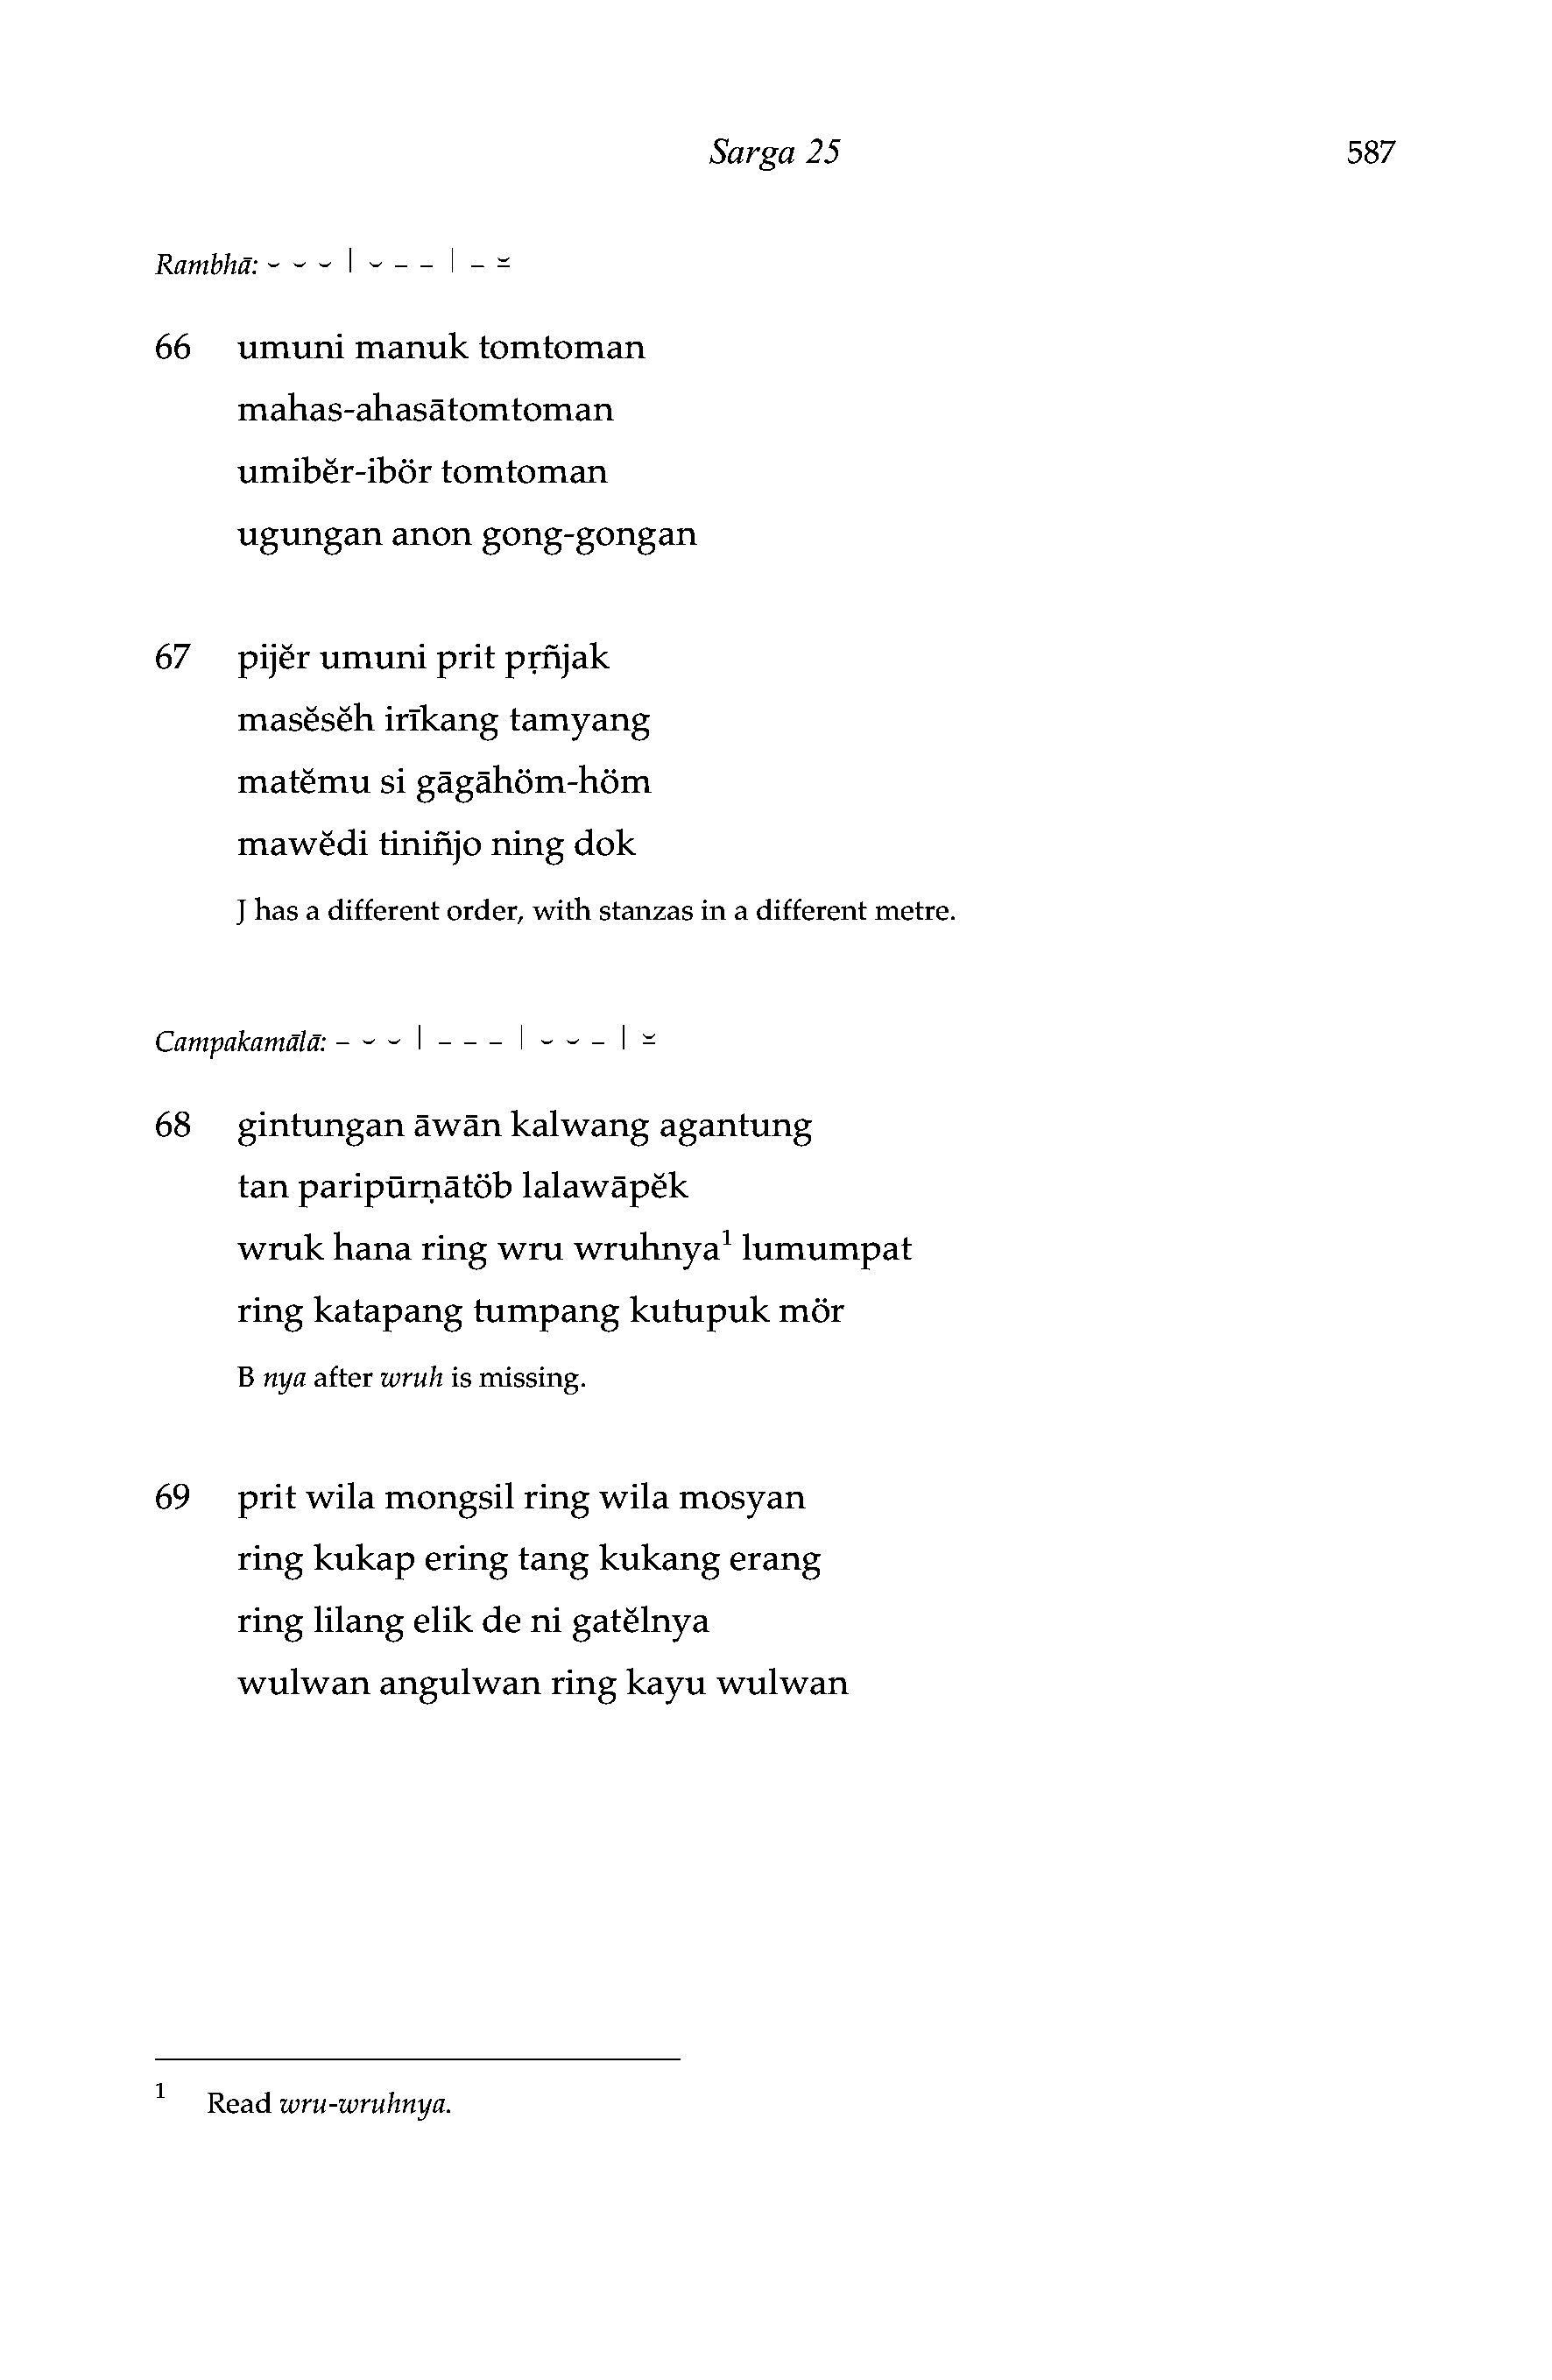 Sarga 25 587
Rambhā: ⏑ ⏑ ⏑ | ⏑ – – | – ⏓
66 umuni manuk tomtoman
mahas-ahasātomtoman
umibĕr-ibör tomtoman
ugungan anon gong-gongan
67 pijĕr umuni prit pṛñjak
masĕsĕh irīkang tamyang
matĕmu si gāgāhöm-höm
mawĕdi tiniñjo ning dok
J has a different order, with stanzas in a different metre.
Campakamālā: – ⏑ ⏑ | – – – | ⏑ ⏑ – | ⏓
68 gintungan āwān kalwang agantung
tan paripūrṇātöb lalawāpĕk
wruk hana ring wru wruhnya¹ lumumpat
ring katapang tumpang kutupuk mör
B nya after wruh is missing.
69 prit wila mongsil ring wila mosyan
ring kukap ering tang kukang erang
ring lilang elik de ni gatĕlnya
wulwan angulwan ring kayu wulwan
¹ Read wru-wruhnya.